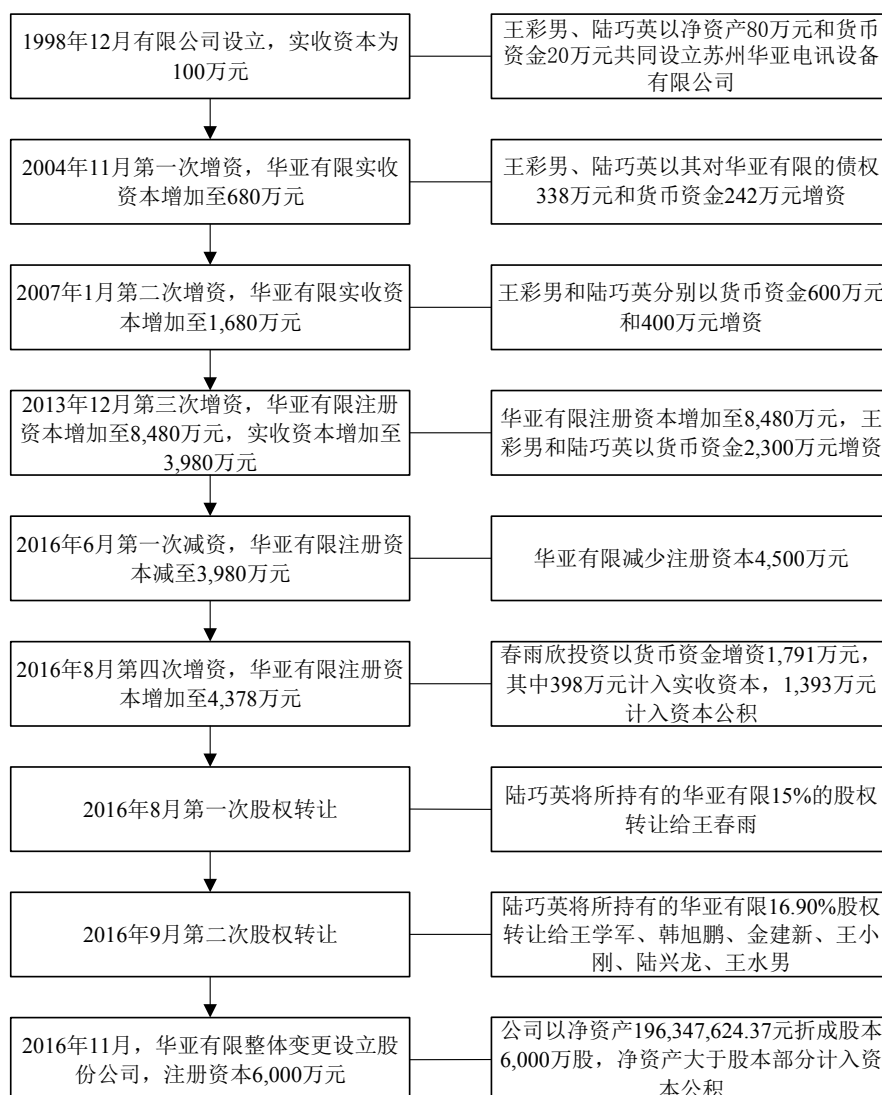 1998年12月有限公司设立，实收资本为
100万元
王彩男、陆巧英以净资产80万元和货币
资金20万元共同设立苏州华亚电讯设备
有限公司
2004年11月第一次增资，华亚有限实收
资本增加至680万元
王彩男、陆巧英以其对华亚有限的债权
338万元和货币资金242万元增资
2007年1月第二次增资，华亚有限实收资
本增加至1,680万元
王彩男和陆巧英分别以货币资金600万元
和400万元增资
2013年12月第三次增资，华亚有限注册
资本增加至8,480万元，实收资本增加至
3,980万元
华亚有限注册资本增加至8,480万元，王
彩男和陆巧英以货币资金2,300万元增资
2016年6月第一次减资，华亚有限注册资
本减至3,980万元
华亚有限减少注册资本4,500万元
2016年8月第四次增资，华亚有限注册资
本增加至4,378万元
春雨欣投资以货币资金增资1,791万元，
其中398万元计入实收资本，1,393万元
计入资本公积
2016年8月第一次股权转让
陆巧英将所持有的华亚有限15%的股权
转让给王春雨
2016年9月第二次股权转让
陆巧英将所持有的华亚有限16.90%股权
转让给王学军、韩旭鹏、金建新、王小
刚、陆兴龙、王水男
2016年11月，华亚有限整体变更设立股
份公司，注册资本6,000万元
公司以净资产196,347,624.37元折成股本
6,000万股，净资产大于股本部分计入资
本公积